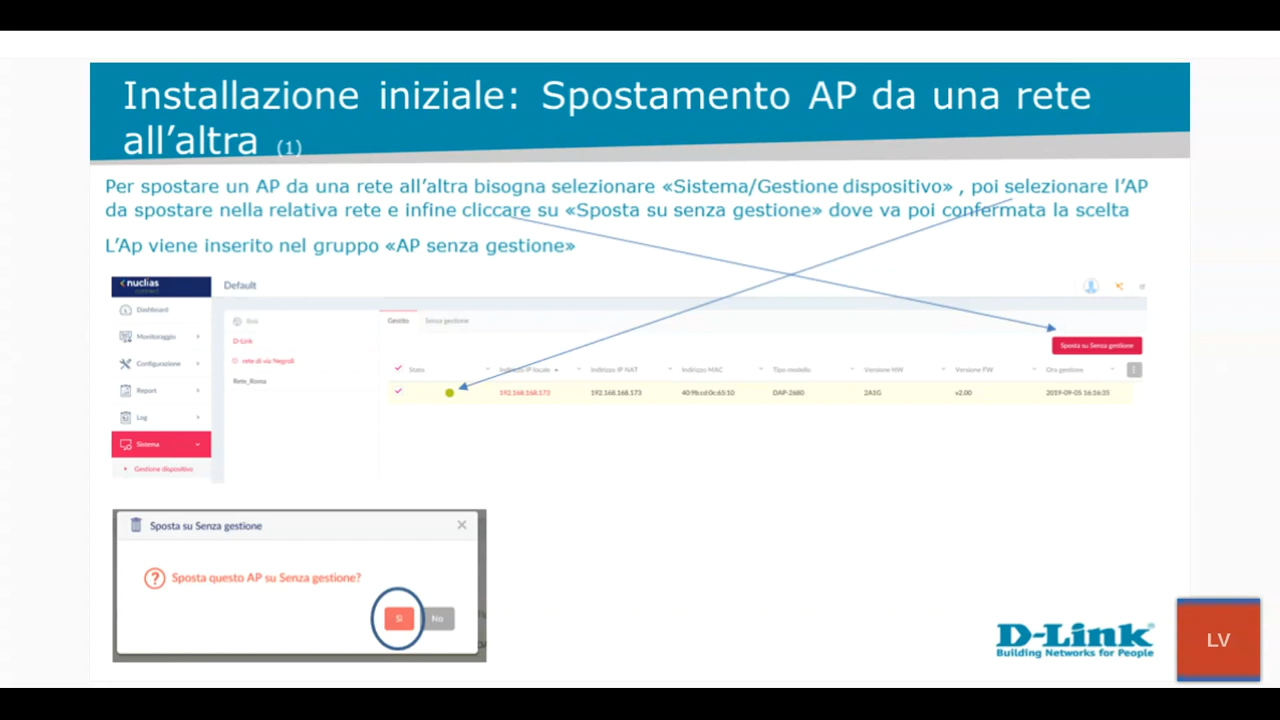 Installazione iniziale: Spostamento AP da una rete
all’altra (1)
Per spostare un AP da una rete all’altra bisogna selezionare «Sistema/Gestione dispositivo» , poi selezionare l’AP
da spostare nella relativa rete e infine cliccare su «Sposta su senza gestione» dove va poi confermata la scelta
L’Ap viene inserito nel gruppo «AP senza gestione»
nuclias
connect
Default
Dashboard
Gestito Senza gestione
D-Link
Monitoraggio
Sposta su Senza gestione
rete di via Negroli
Configurazione
Stato Indirizzo IP locale Indirizzo IP NAT Indirizzo MAC Tipo modello Versione HW Versione FW Ora gestione
Rete_Roma
Report
192.168.168.173 192.168.168.173 DAP-2680 2A1G v2.00 2019-09-05 16:16:35
Log
Sistema
Gestione dispositivo
Sposta su Senza gestione
Sposta questo AP su Senza gestione?
Sì No
D-Link
Building Networks for People
LV